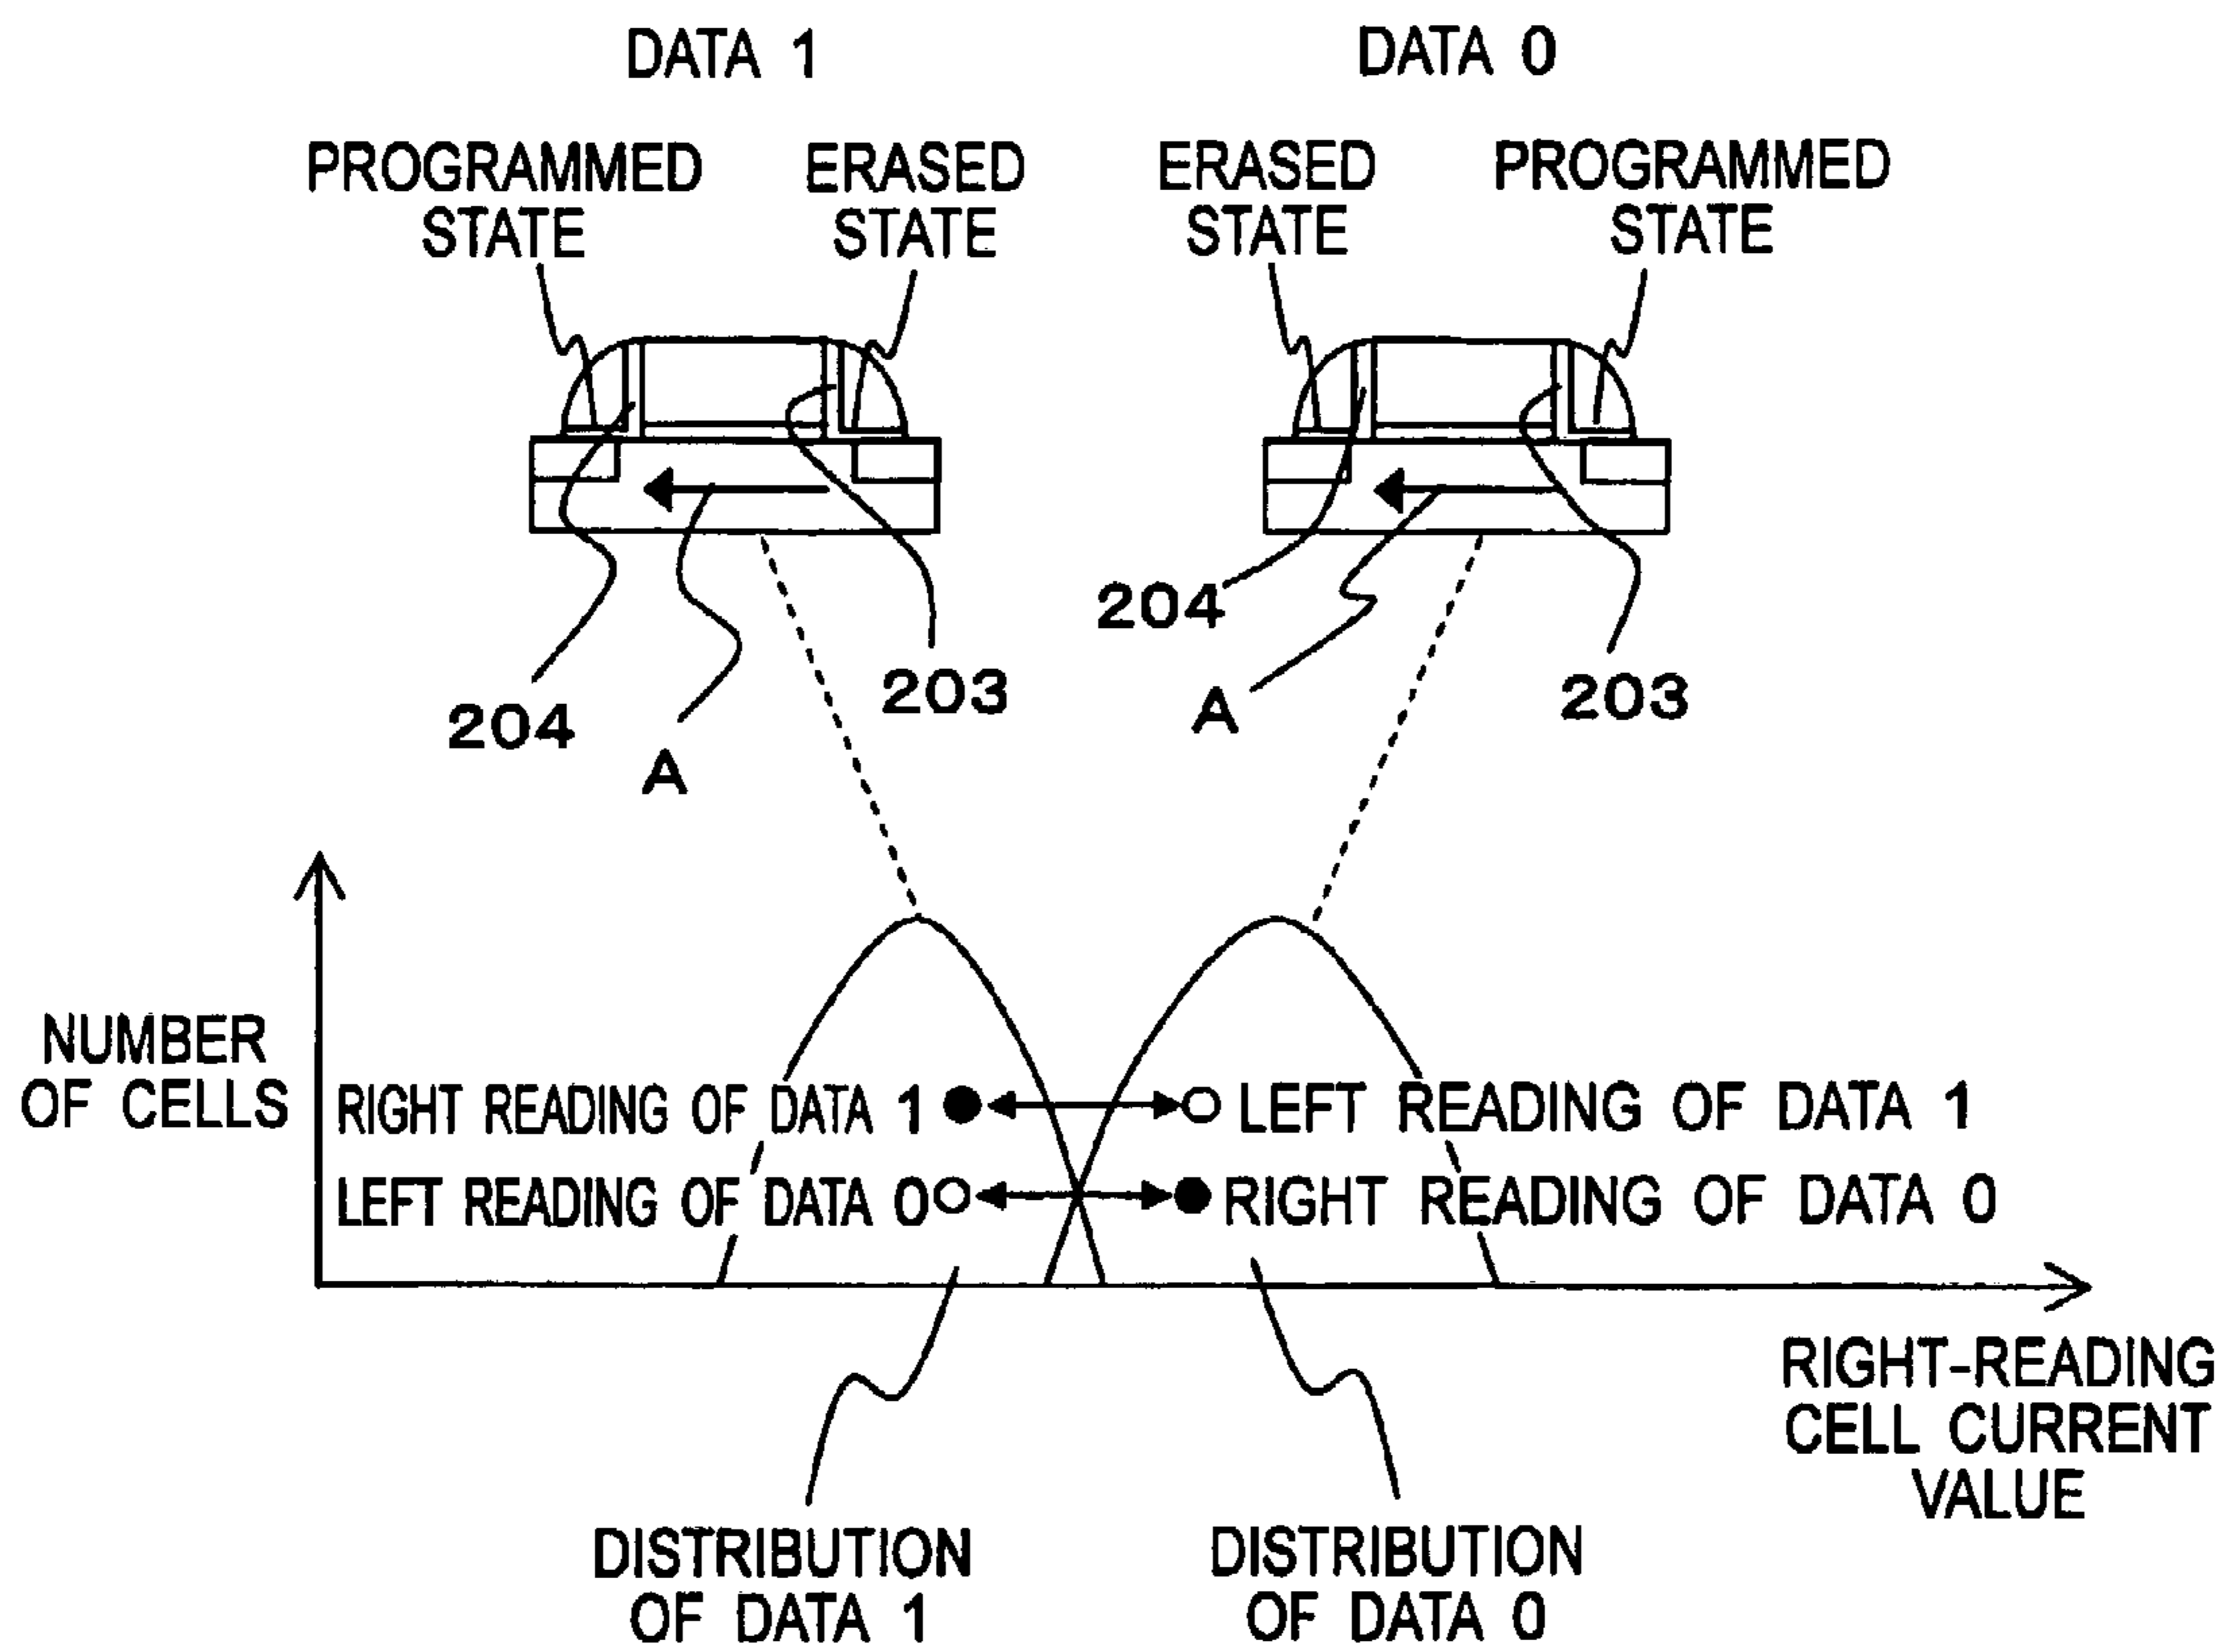 DATA 1
DATA 0
PROGRAMMED
STATE
ERASED
STATE
ERASED
STATE
PROGRAMMED
STATE
204
A
203
204
A
203
NUMBER
OF CELLS
RIGHT READING OF DATA 1
LEFT READING OF DATA 1
LEFT READING OF DATA 0
RIGHT READING OF DATA 0
RIGHT-READING
CELL CURRENT
VALUE
DISTRIBUTION
OF DATA 1
DISTRIBUTION
OF DATA 0